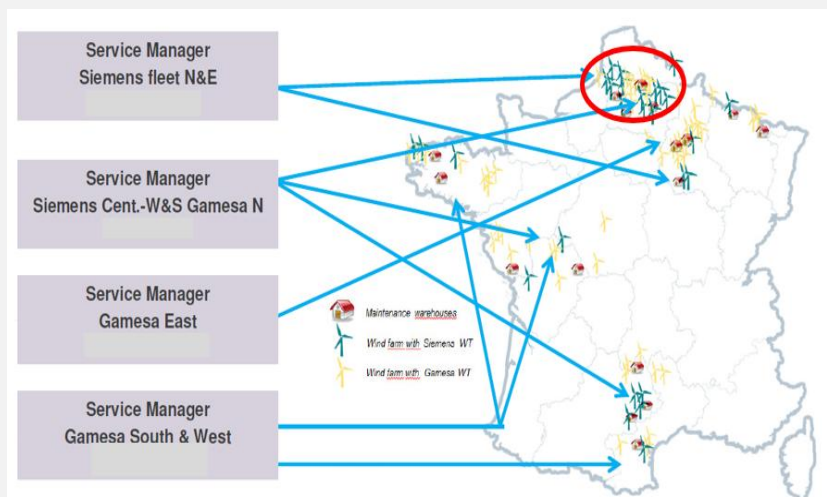 Service Manager
Siemens fleet N&E
Service Manager
Siemens Cent.-W&S Gamesa N
Service Manager
Gamesa East
Service Manager
Gamesa South & West
Maintenance warehouses
Wind farm with Siemens WT
Wind farm with Gamesa WT